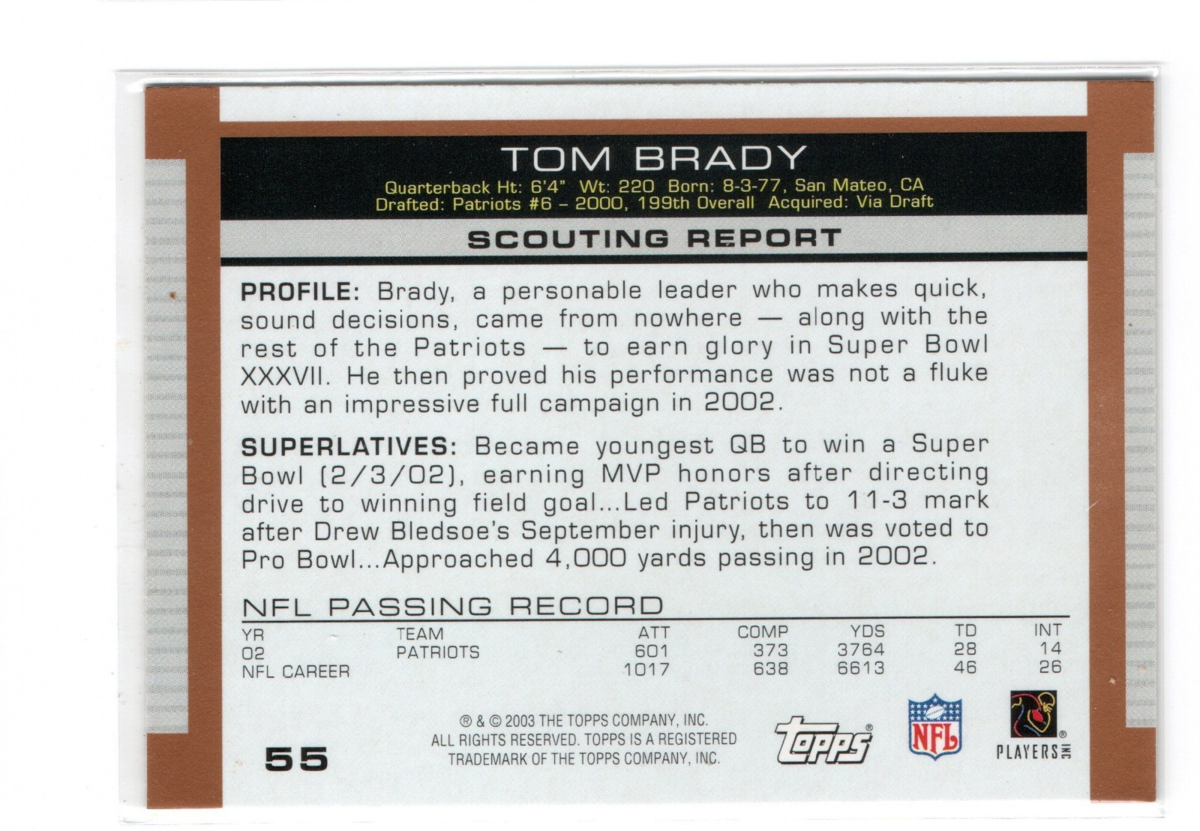 TOM BRADY
Quarterback Ht: 6'4" Wt: 220 Born: 8-3-77, San Mateo, CA
Drafted: Patriots #6 – 2000, 199th Overall Acquired: Via Draft
SCOUTING REPORT
PROFILE: Brady, a personable leader who makes quick,
sound decisions, came from nowhere — along with the
rest of the Patriots — to earn glory in Super Bowl
XXXVII. He then proved his performance was not a fluke
with an impressive full campaign in 2002.
SUPERLATIVES: Became youngest QB to win a Super
Bowl (2/3/02), earning MVP honors after directing
drive to winning field goal...Led Patriots to 11-3 mark
after Drew Bledsoe's September injury, then was voted to
Pro Bowl...Approached 4,000 yards passing in 2002.
NFL PASSING RECORD
YR TEAM ATT COMP YDS TD INT
02 PATRIOTS 601 373 3764 28 14
NFL CAREER 1017 638 6613 46 26
® & © 2003 THE TOPPS COMPANY, INC.
ALL RIGHTS RESERVED. TOPPS IS A REGISTERED
TRADEMARK OF THE TOPPS COMPANY, INC.
55
topps®
NFL
®
PLAYERS INC